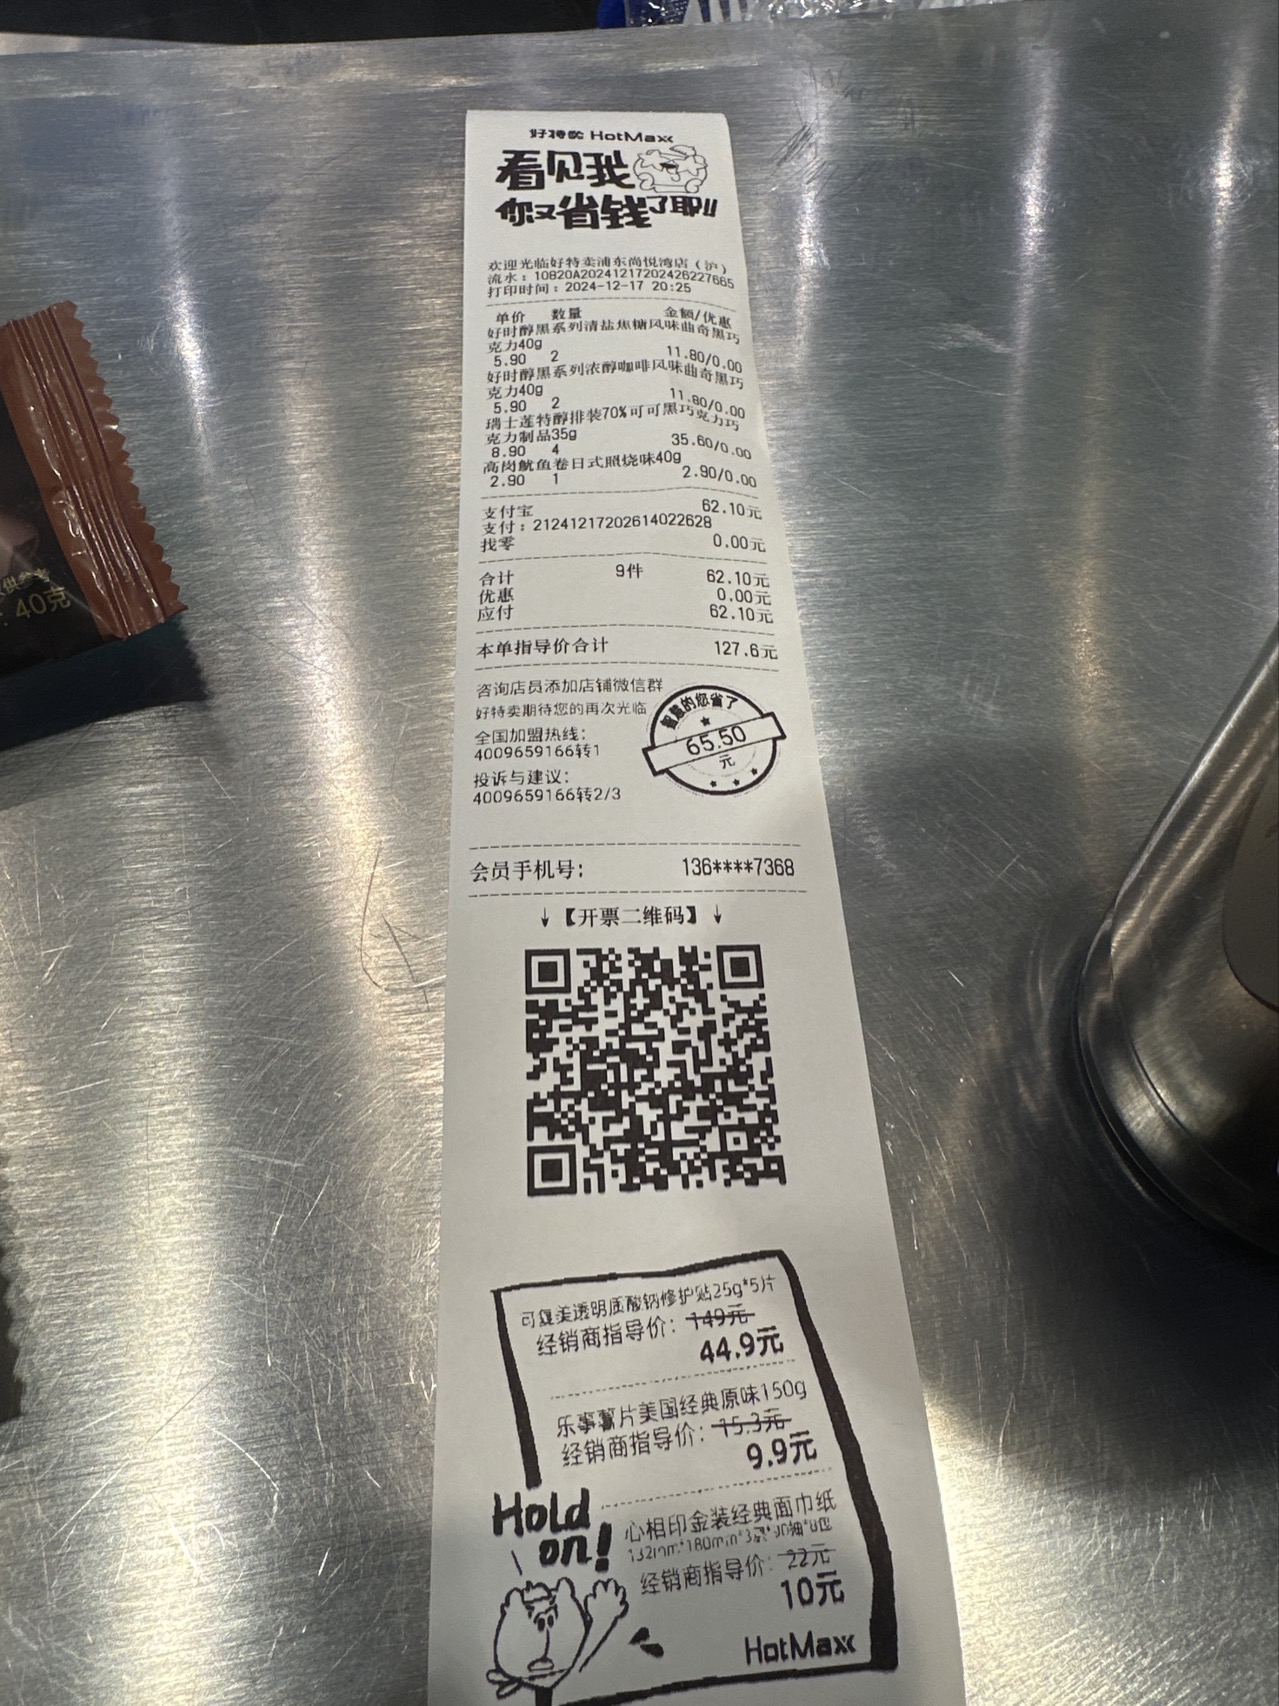 好特卖 HotMaxx
看见我
你又省钱了耶!!
欢迎光临好特卖浦东尚悦湾店（沪）
流水：10820A20241217202426227665
打印时间：2024-12-17 20:25
单价 数量 金额/优惠
好时醇黑系列清盐焦糖风味曲奇黑巧
克力40g
5.90 2 11.80/0.00
好时醇黑系列浓醇咖啡风味曲奇黑巧
克力40g
5.90 2 11.80/0.00
瑞士莲特醇排装70%可可黑巧克力巧
克力制品35g
8.90 4 35.60/0.00
高岗鱿鱼卷日式照烧味40g
2.90 1 2.90/0.00
支付宝 62.10元
支付：21241217202614022628
找零 0.00元
合计 9件 62.10元
优惠 0.00元
应付 62.10元
本单指导价合计 127.6元
咨询店员添加店铺微信群
好特卖期待您的再次光临
全国加盟热线：
4009659166转1
投诉与建议：
4009659166转2/3
智慧的您省了
65.50
元
会员手机号： 136****7368
↓【开票二维码】↓
可复美透明质酸钠修护贴25g*5片
经销商指导价：149元
44.9元
乐事薯片美国经典原味150g
经销商指导价：15.3元
9.9元
心相印金装经典面巾纸
132mm*180mm*3层*90抽*8包
经销商指导价：22元
10元
Hold
on!
HotMaxx
供参考
：40克